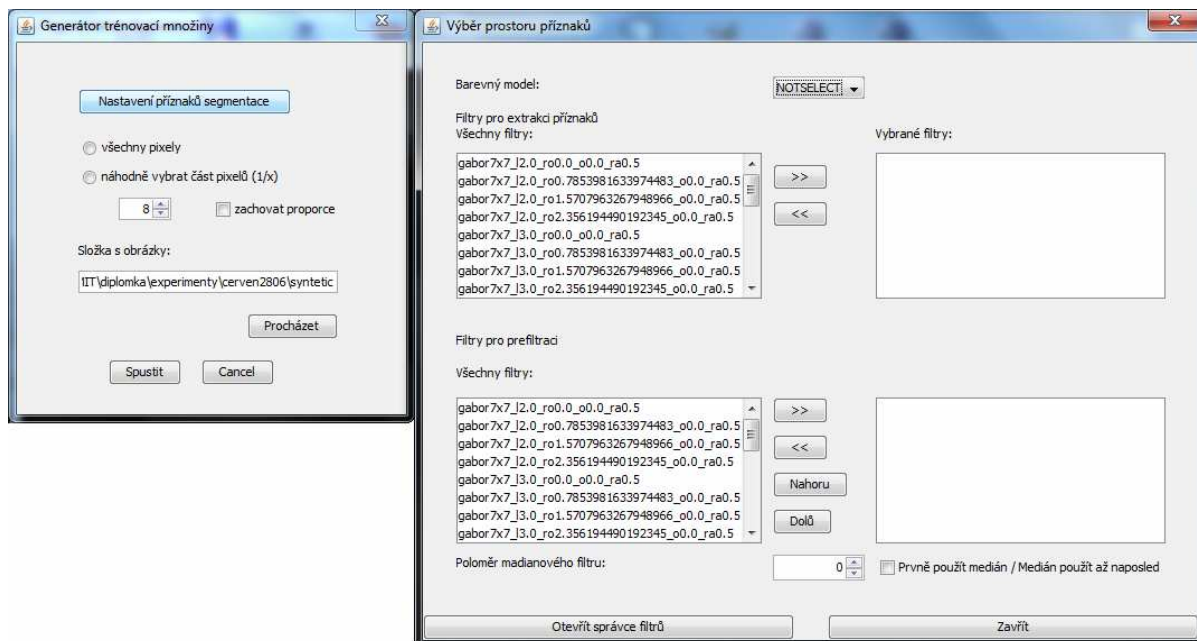 Generátor trénovací množiny
Nastavení příznaků segmentace
všechny pixely
náhodně vybrat část pixelů (1/x)
8 zachovat proporce
Složka s obrázky:
IIT\diplomka\experimenty\cerven2806\syntetic
Procházet
Spustit Cancel
Výběr prostoru příznaků
Barevný model: NOTSELECT
Filtry pro extrakci příznaků
Všechny filtry: Vybrané filtry:
gabor7x7_l2.0_ro0.0_o0.0_ra0.5
gabor7x7_l2.0_ro0.7853981633974483_o0.0_ra0.5
gabor7x7_l2.0_ro1.5707963267948966_o0.0_ra0.5
gabor7x7_l2.0_ro2.356194490192345_o0.0_ra0.5
gabor7x7_l3.0_ro0.0_o0.0_ra0.5
gabor7x7_l3.0_ro0.7853981633974483_o0.0_ra0.5
gabor7x7_l3.0_ro1.5707963267948966_o0.0_ra0.5
gabor7x7_l3.0_ro2.356194490192345_o0.0_ra0.5
>>
<<
Filtry pro prefiltraci
Všechny filtry:
gabor7x7_l2.0_ro0.0_o0.0_ra0.5
gabor7x7_l2.0_ro0.7853981633974483_o0.0_ra0.5
gabor7x7_l2.0_ro1.5707963267948966_o0.0_ra0.5
gabor7x7_l2.0_ro2.356194490192345_o0.0_ra0.5
gabor7x7_l3.0_ro0.0_o0.0_ra0.5
gabor7x7_l3.0_ro0.7853981633974483_o0.0_ra0.5
gabor7x7_l3.0_ro1.5707963267948966_o0.0_ra0.5
gabor7x7_l3.0_ro2.356194490192345_o0.0_ra0.5
>>
<<
Nahoru
Dolů
Poloměr madianového filtru: 0 Prvně použít medián / Medián použít až naposled
Otevřít správce filtrů Zavřít